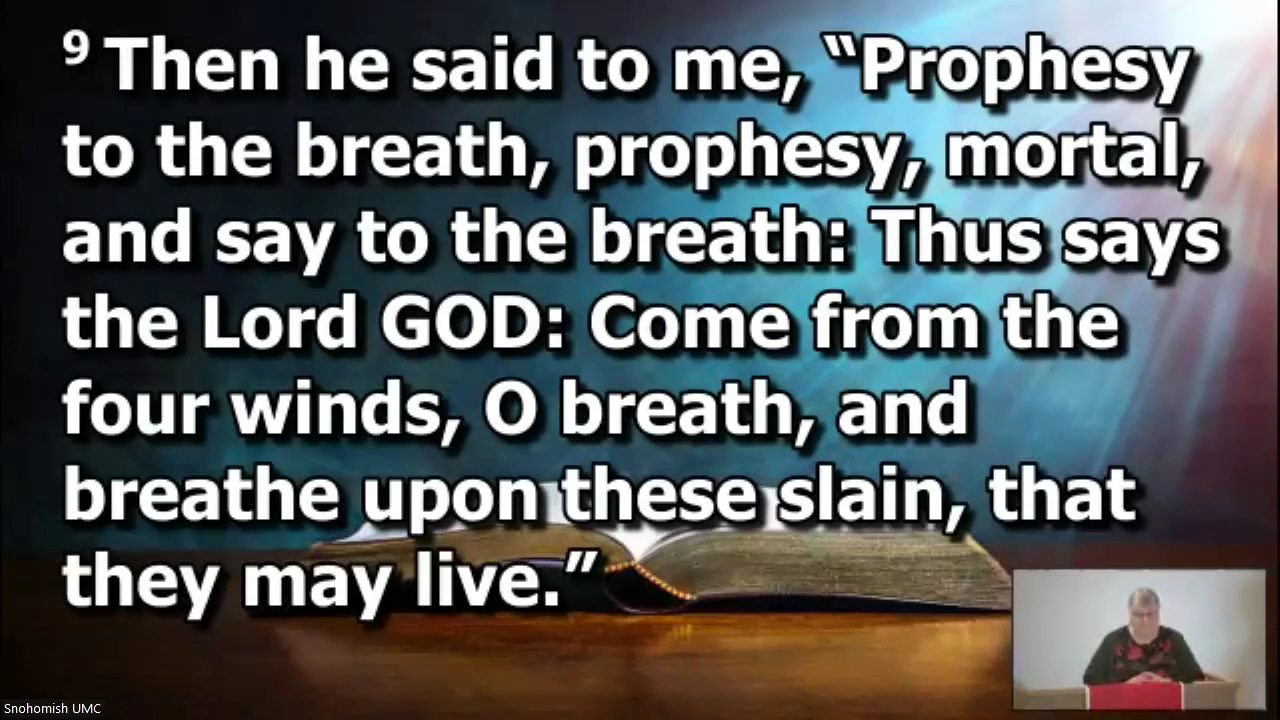 9 Then he said to me, “Prophesy
to the breath, prophesy, mortal,
and say to the breath: Thus says
the Lord GOD: Come from the
four winds, O breath, and
breathe upon these slain, that
they may live.”
Snohomish UMC